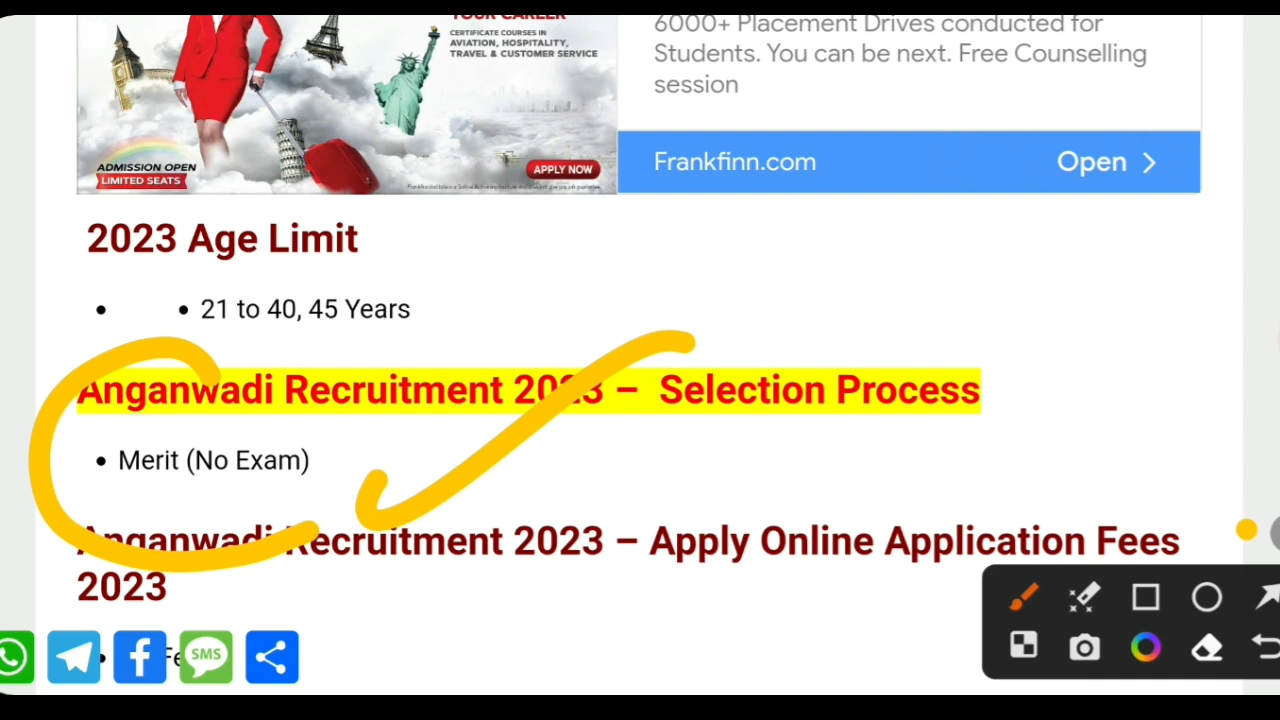 YOUR CAREER
CERTIFICATE COURSES IN
AVIATION, HOSPITALITY,
TRAVEL & CUSTOMER SERVICE
ADMISSION OPEN
LIMITED SEATS
APPLY NOW
6000+ Placement Drives conducted for
Students. You can be next. Free Counselling
session
Frankfinn.com
Open
2023 Age Limit
• • 21 to 40, 45 Years
Anganwadi Recruitment 2023 – Selection Process
• Merit (No Exam)
Anganwadi Recruitment 2023 – Apply Online Application Fees
2023
SMS